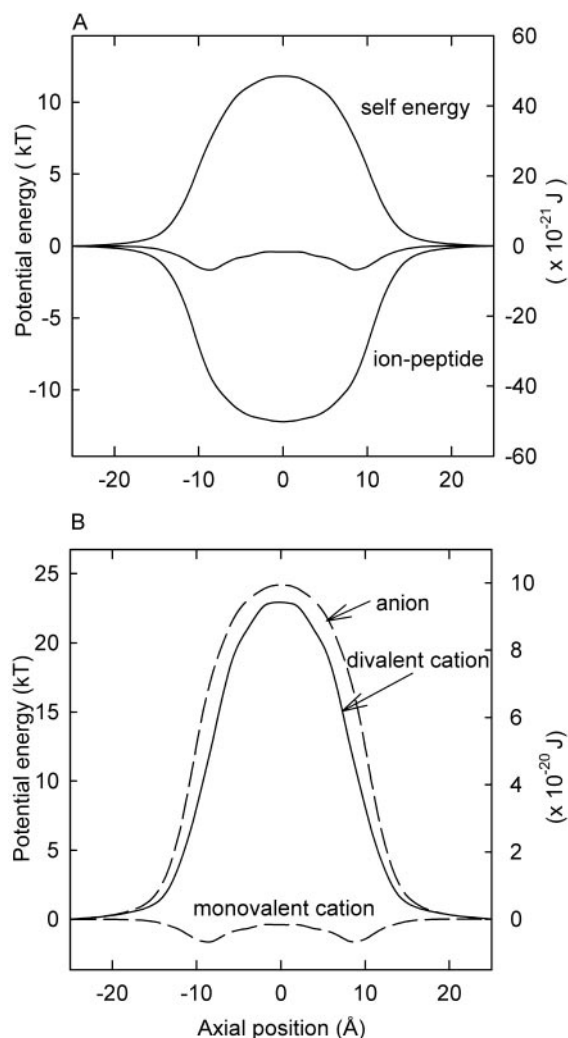 A
60
10
self energy
40
5
20
0
0
-5
-20
ion-peptide
-10
-40
-60
-20 -10 0 10 20
Potential energy ( kT)
( x 10-21 J)
B
25
anion
10
20
divalent cation
8
15
6
10
4
5
2
monovalent cation
0
0
-20 -10 0 10 20
Potential energy (kT)
(x 10-20 J)
Axial position (Å)